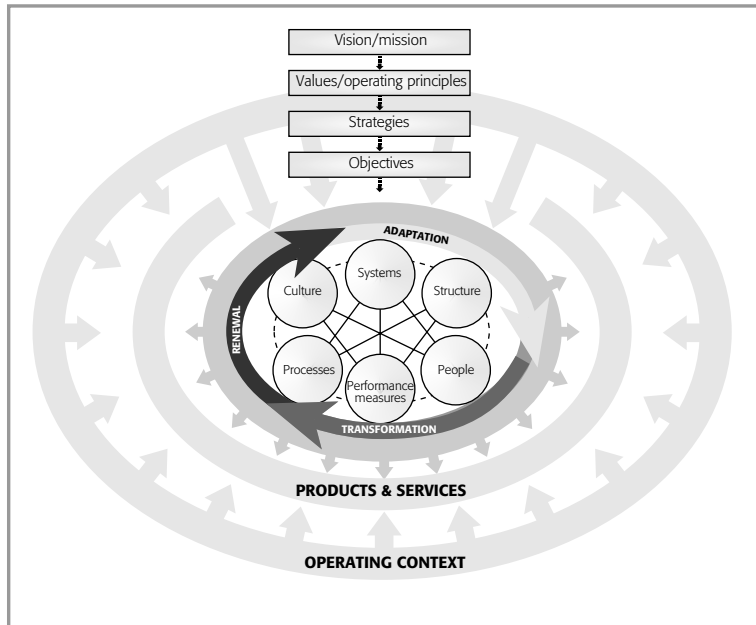 Vision/mission
Values/operating principles
Strategies
Objectives
ADAPTATION
Systems
Culture
Structure
RENEWAL
Processes
People
Performance
measures
TRANSFORMATION
PRODUCTS & SERVICES
OPERATING CONTEXT